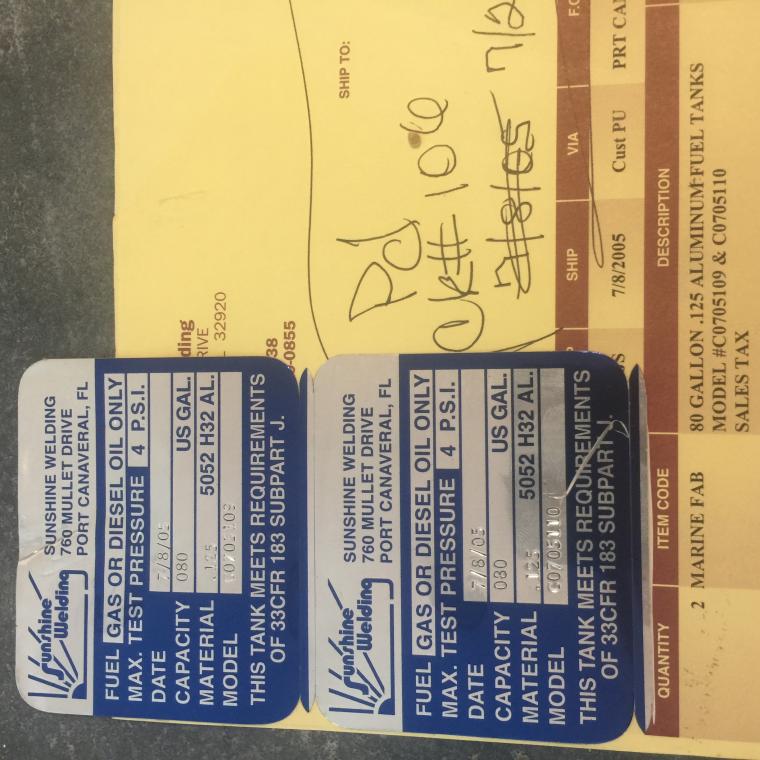 Sunshine Welding
SUNSHINE WELDING
760 MULLET DRIVE
PORT CANAVERAL, FL
FUEL GAS OR DIESEL OIL ONLY
MAX. TEST PRESSURE 4 P.S.I.
DATE 7/8/05
CAPACITY 080 US GAL.
MATERIAL .125 5052 H32 AL.
MODEL C0705109
THIS TANK MEETS REQUIREMENTS
OF 33CFR 183 SUBPART J.
Sunshine Welding
SUNSHINE WELDING
760 MULLET DRIVE
PORT CANAVERAL, FL
FUEL GAS OR DIESEL OIL ONLY
MAX. TEST PRESSURE 4 P.S.I.
DATE 7/8/05
CAPACITY 080 US GAL.
MATERIAL .125 5052 H32 AL.
MODEL C0705110
THIS TANK MEETS REQUIREMENTS
OF 33CFR 183 SUBPART J.
lding
RIVE
32920
38
-0855
SHIP TO:
Pd
ck#
7/8/05 7/2
SHIP VIA F.O
7/8/2005 Cust PU PRT CA
QUANTITY ITEM CODE DESCRIPTION
2 MARINE FAB 80 GALLON .125 ALUMINUM FUEL TANKS
MODEL #C0705109 & C0705110
SALES TAX